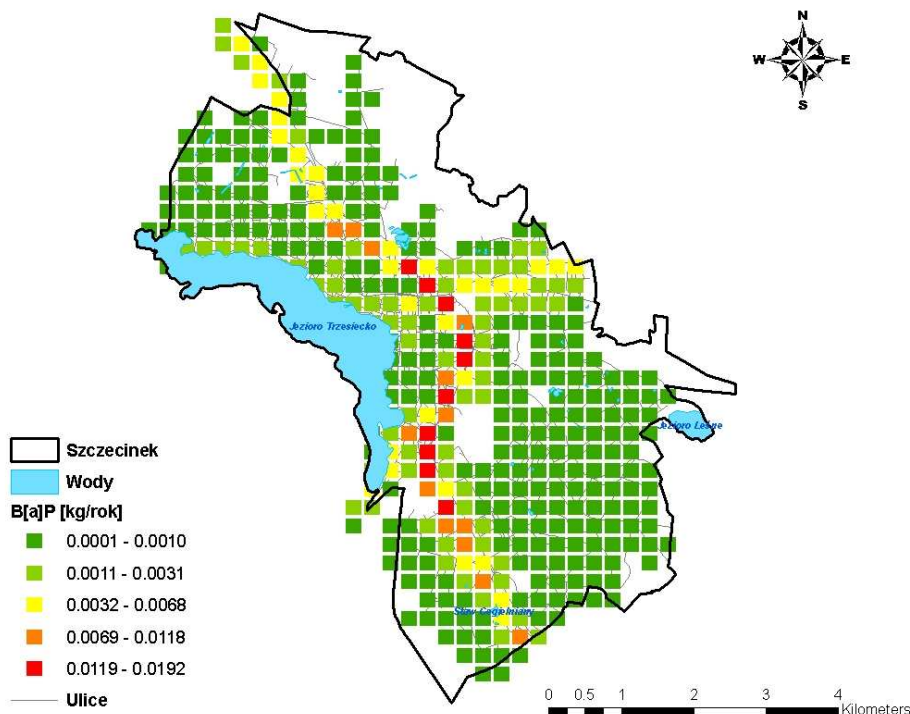 N
W E
S
Jezioro Trzesiecko
Jezioro Leśne
Szczecinek
Wody
B[a]P [kg/rok]
0.0001 - 0.0010
0.0011 - 0.0031
0.0032 - 0.0068
0.0069 - 0.0118
0.0119 - 0.0192
Ulice
Staw Cegielniany
0 0.5 1 2 3 4
Kilometers